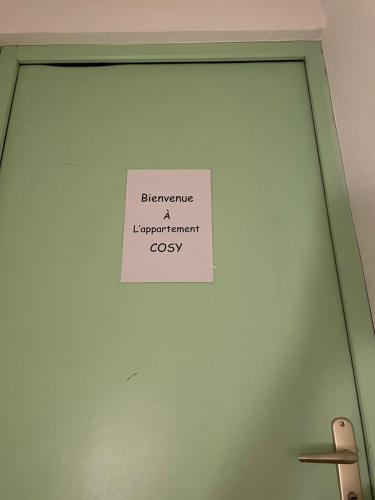 Bienvenue
À
L'appartement
COSY